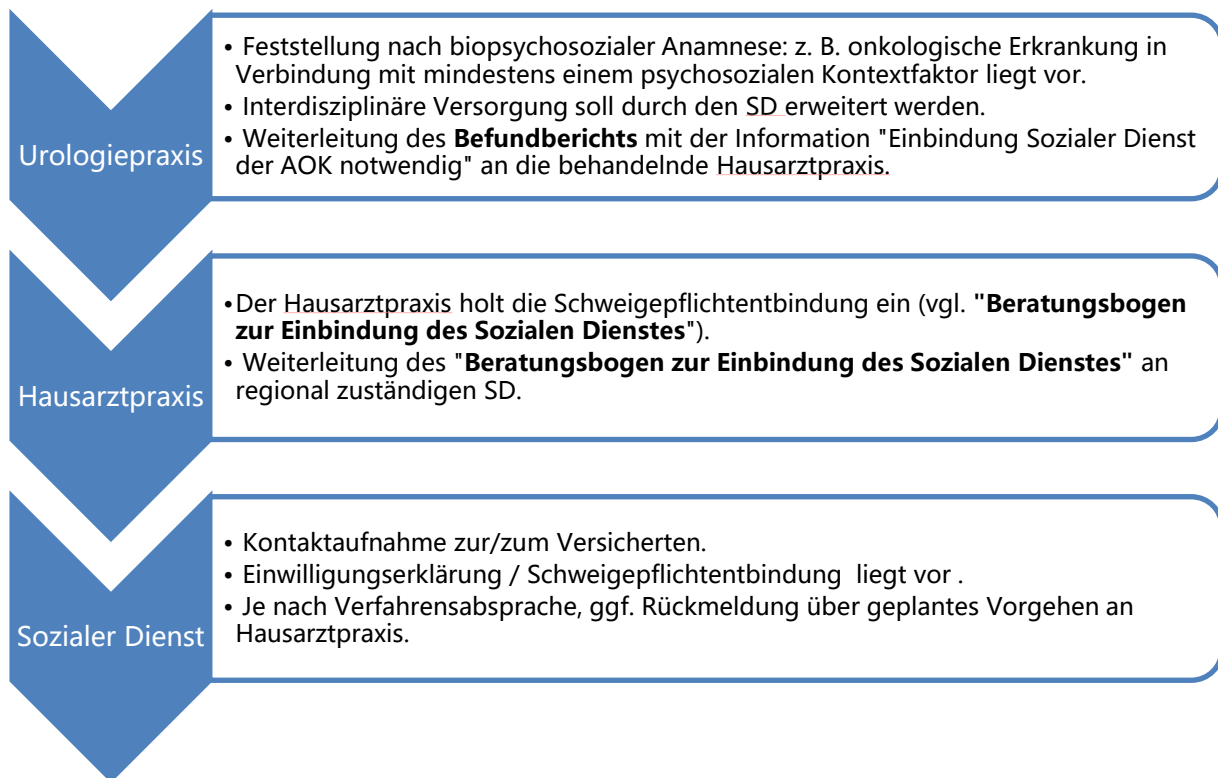 Urologiepraxis
• Feststellung nach biopsychosozialer Anamnese: z. B. onkologische Erkrankung in
Verbindung mit mindestens einem psychosozialen Kontextfaktor liegt vor.
• Interdisziplinäre Versorgung soll durch den SD erweitert werden.
• Weiterleitung des Befundberichts mit der Information "Einbindung Sozialer Dienst
der AOK notwendig" an die behandelnde Hausarztpraxis.
Hausarztpraxis
•Der Hausarztpraxis holt die Schweigepflichtentbindung ein (vgl. "Beratungsbogen
zur Einbindung des Sozialen Dienstes").
• Weiterleitung des "Beratungsbogen zur Einbindung des Sozialen Dienstes" an
regional zuständigen SD.
Sozialer Dienst
• Kontaktaufnahme zur/zum Versicherten.
• Einwilligungserklärung / Schweigepflichtentbindung  liegt vor .
• Je nach Verfahrensabsprache, ggf. Rückmeldung über geplantes Vorgehen an
Hausarztpraxis.